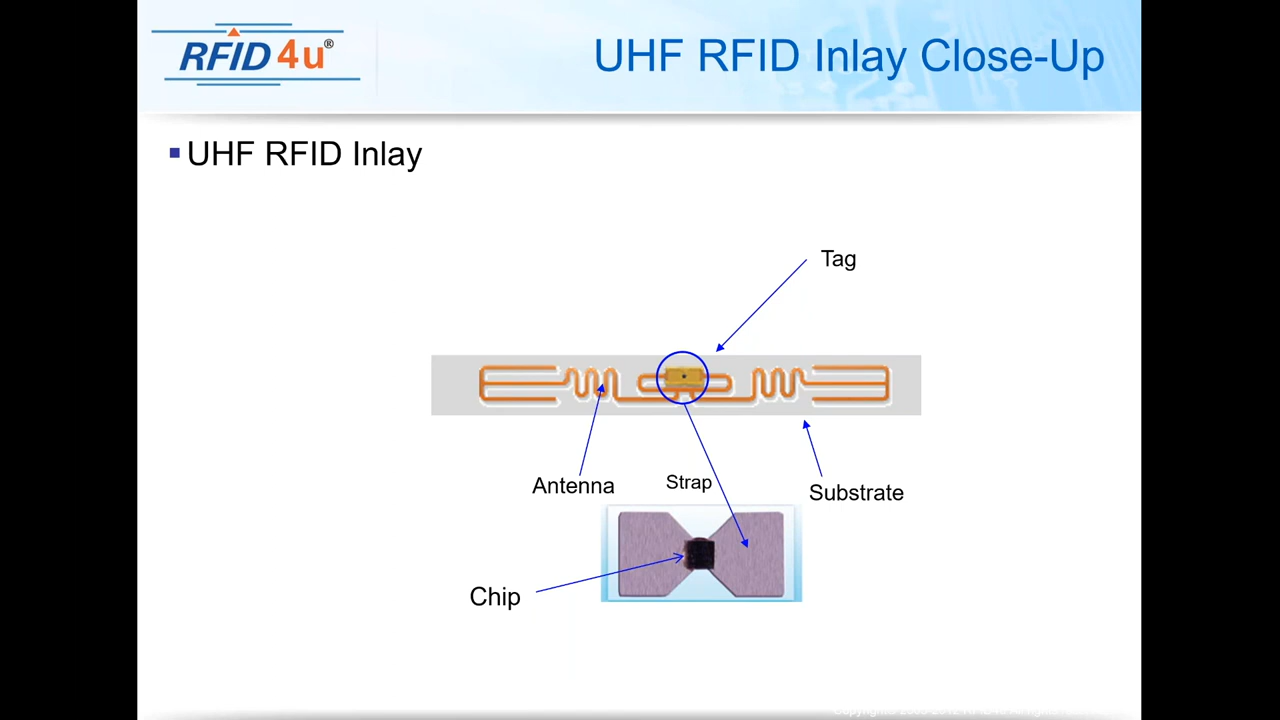 RFID4u®
UHF RFID Inlay Close-Up
UHF RFID Inlay
Tag
Antenna
Strap
Substrate
Chip